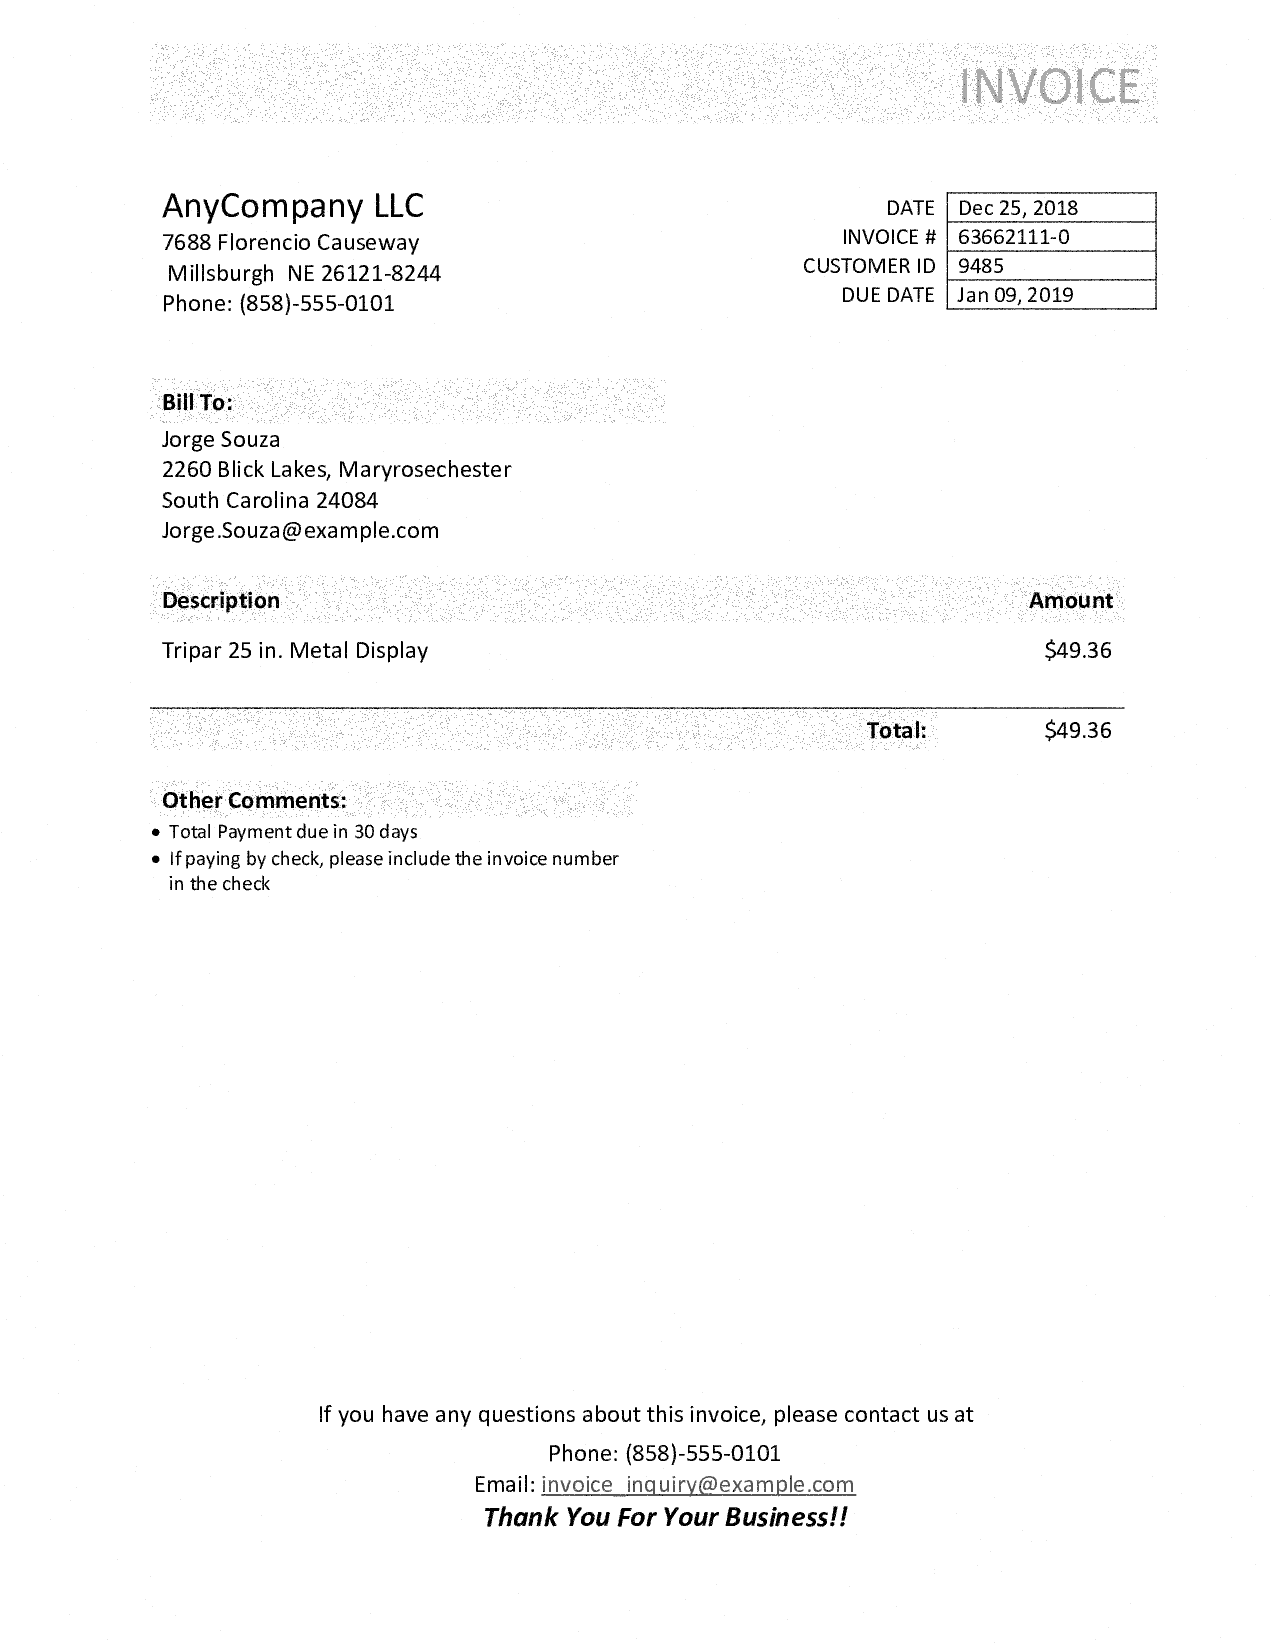 INVOICE
AnyCompany LLC
7688 Florencio Causeway
Millsburgh NE 26121-8244
Phone: (858)-555-0101
DATE Dec 25, 2018
INVOICE # 63662111-0
CUSTOMER ID 9485
DUE DATE Jan 09, 2019
Bill To:
Jorge Souza
2260 Blick Lakes, Maryrosechester
South Carolina 24084
Jorge.Souza@example.com
Description Amount
Tripar 25 in. Metal Display $49.36
Total: $49.36
Other Comments:
• Total Payment due in 30 days
• If paying by check, please include the invoice number
in the check
If you have any questions about this invoice, please contact us at
Phone: (858)-555-0101
Email: invoice_inquiry@example.com
Thank You For Your Business!!